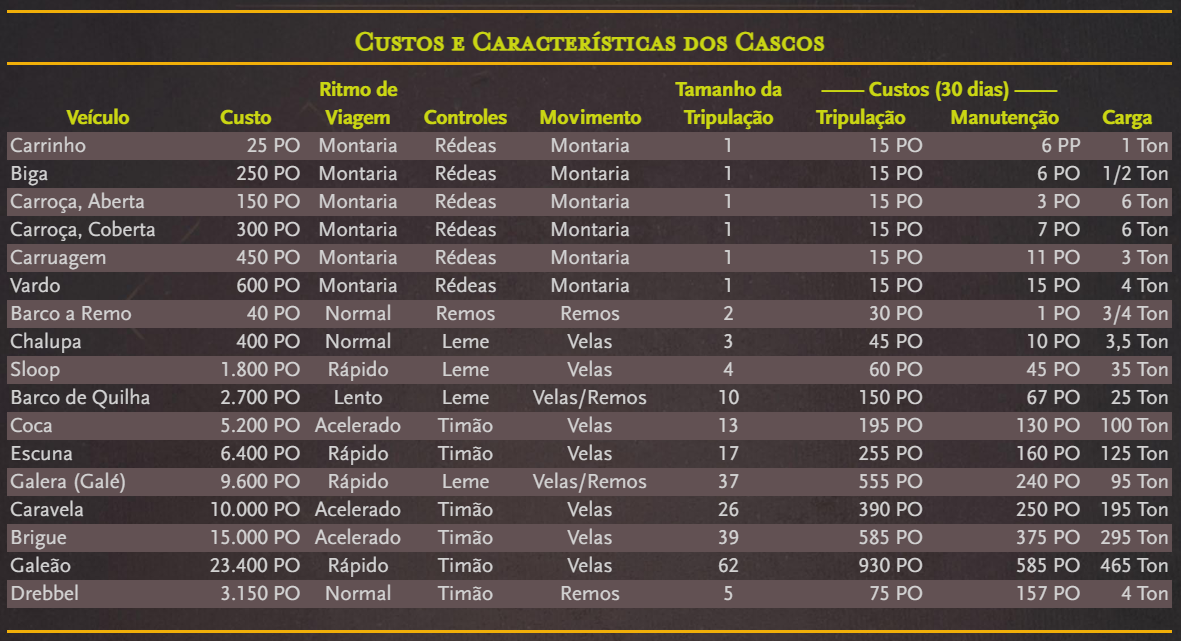 Custos e Características dos Cascos
Ritmo de Tamanho da —— Custos (30 dias) ——
Veículo Custo Viagem Controles Movimento Tripulação Tripulação Manutenção Carga
Carrinho 25 PO Montaria Rédeas Montaria 1 15 PO 6 PP 1 Ton
Biga 250 PO Montaria Rédeas Montaria 1 15 PO 6 PO 1/2 Ton
Carroça, Aberta 150 PO Montaria Rédeas Montaria 1 15 PO 3 PO 6 Ton
Carroça, Coberta 300 PO Montaria Rédeas Montaria 1 15 PO 7 PO 6 Ton
Carruagem 450 PO Montaria Rédeas Montaria 1 15 PO 11 PO 3 Ton
Vardo 600 PO Montaria Rédeas Montaria 1 15 PO 15 PO 4 Ton
Barco a Remo 40 PO Normal Remos Remos 2 30 PO 1 PO 3/4 Ton
Chalupa 400 PO Normal Leme Velas 3 45 PO 10 PO 3,5 Ton
Sloop 1.800 PO Rápido Leme Velas 4 60 PO 45 PO 35 Ton
Barco de Quilha 2.700 PO Lento Leme Velas/Remos 10 150 PO 67 PO 25 Ton
Coca 5.200 PO Acelerado Timão Velas 13 195 PO 130 PO 100 Ton
Escuna 6.400 PO Rápido Timão Velas 17 255 PO 160 PO 125 Ton
Galera (Galé) 9.600 PO Rápido Leme Velas/Remos 37 555 PO 240 PO 95 Ton
Caravela 10.000 PO Acelerado Timão Velas 26 390 PO 250 PO 195 Ton
Brigue 15.000 PO Acelerado Timão Velas 39 585 PO 375 PO 295 Ton
Galeão 23.400 PO Rápido Timão Velas 62 930 PO 585 PO 465 Ton
Drebbel 3.150 PO Normal Timão Remos 5 75 PO 157 PO 4 Ton